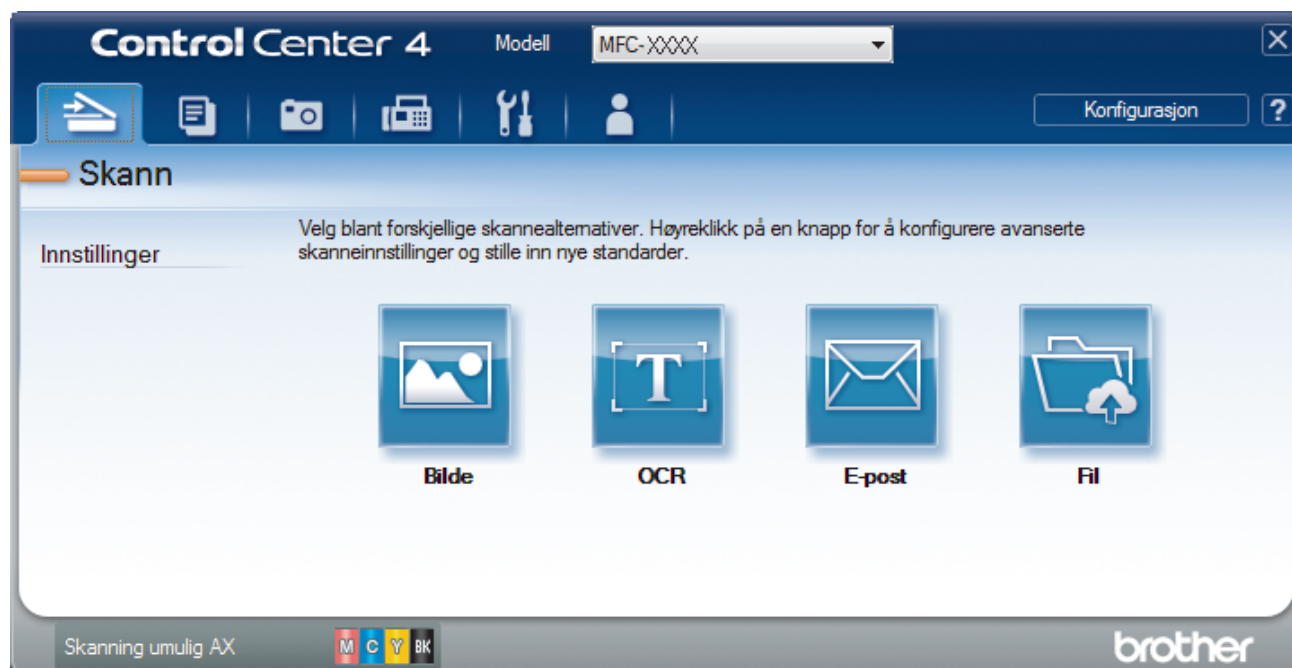 ControlCenter 4 Modell MFC-XXXX
Konfigurasjon ?
Skann
Innstillinger
Velg blant forskjellige skannealternativer. Høyreklikk på en knapp for å konfigurere avanserte
skanneinnstillinger og stille inn nye standarder.
T
Bilde OCR E-post Fil
Skanning umulig AX M C Y BK brother